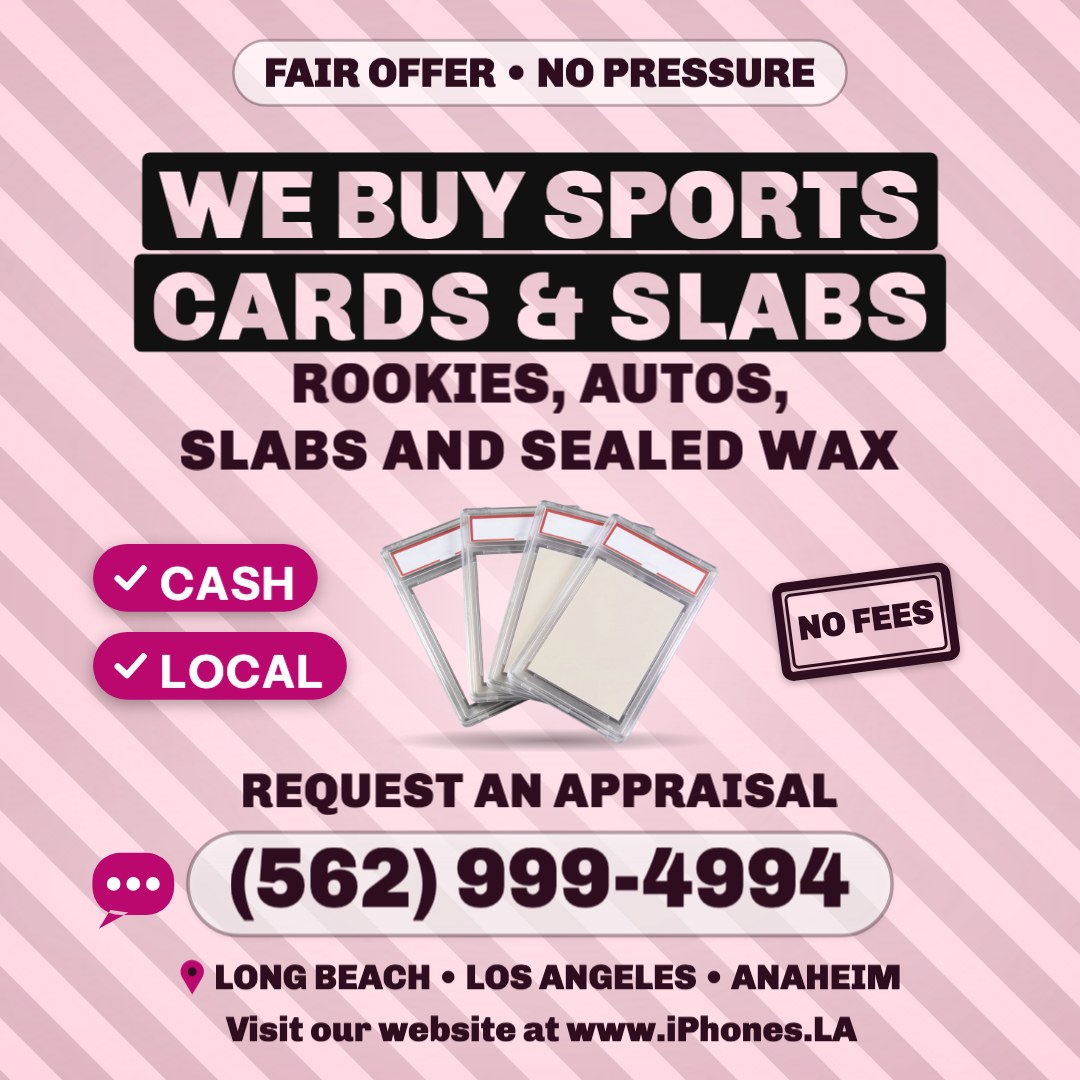 FAIR OFFER • NO PRESSURE
WE BUY SPORTS
CARDS & SLABS
ROOKIES, AUTOS,
SLABS AND SEALED WAX
CASH
LOCAL
NO FEES
REQUEST AN APPRAISAL
(562) 999-4994
LONG BEACH • LOS ANGELES • ANAHEIM
Visit our website at www.iPhones.LA